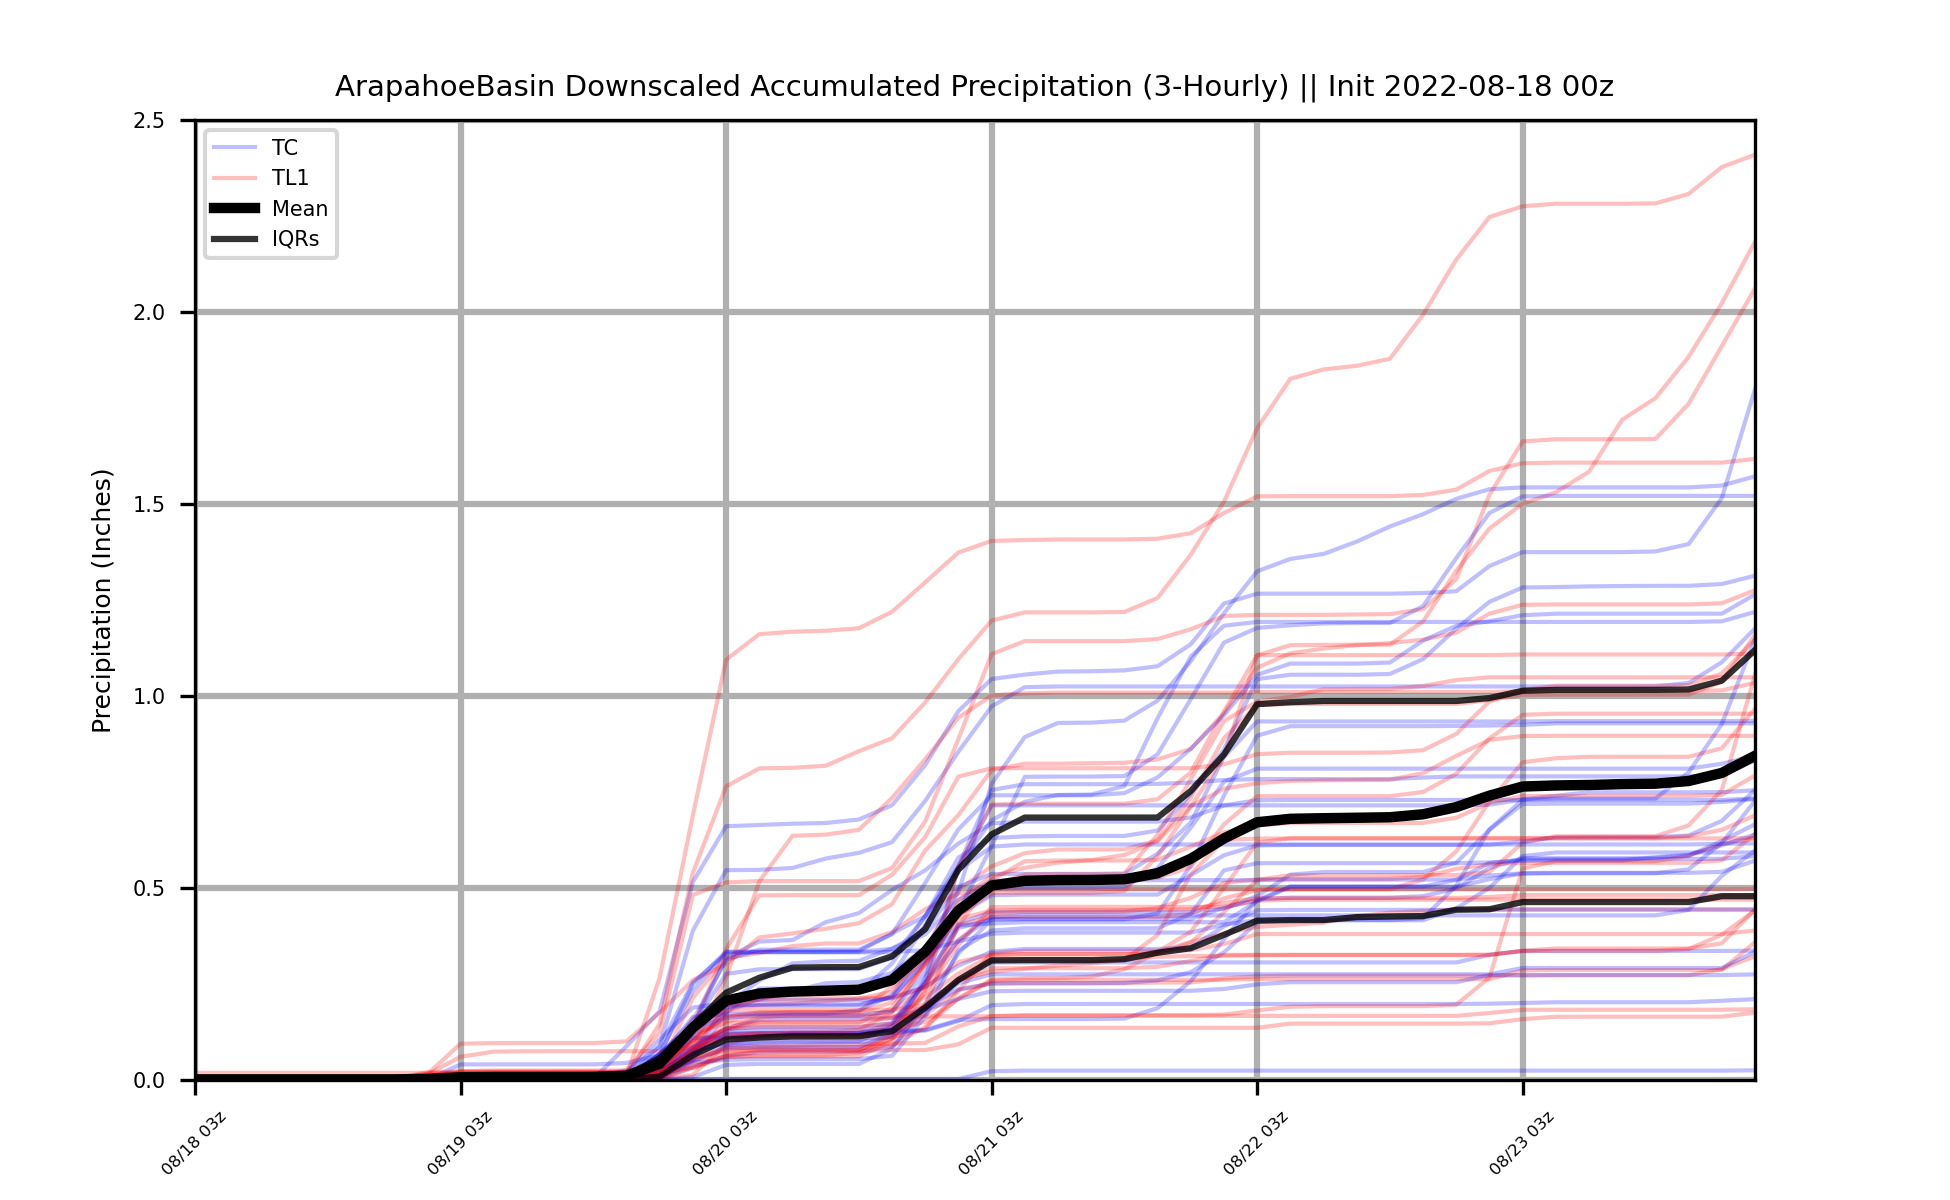 ArapahoeBasin Downscaled Accumulated Precipitation (3-Hourly) || Init 2022-08-18 00z
2.5
2.0
1.5
1.0
0.5
0.0
Precipitation (Inches)
TC
TL1
Mean
IQRs
08/18 03z
08/19 03z
08/20 03z
08/21 03z
08/22 03z
08/23 03z